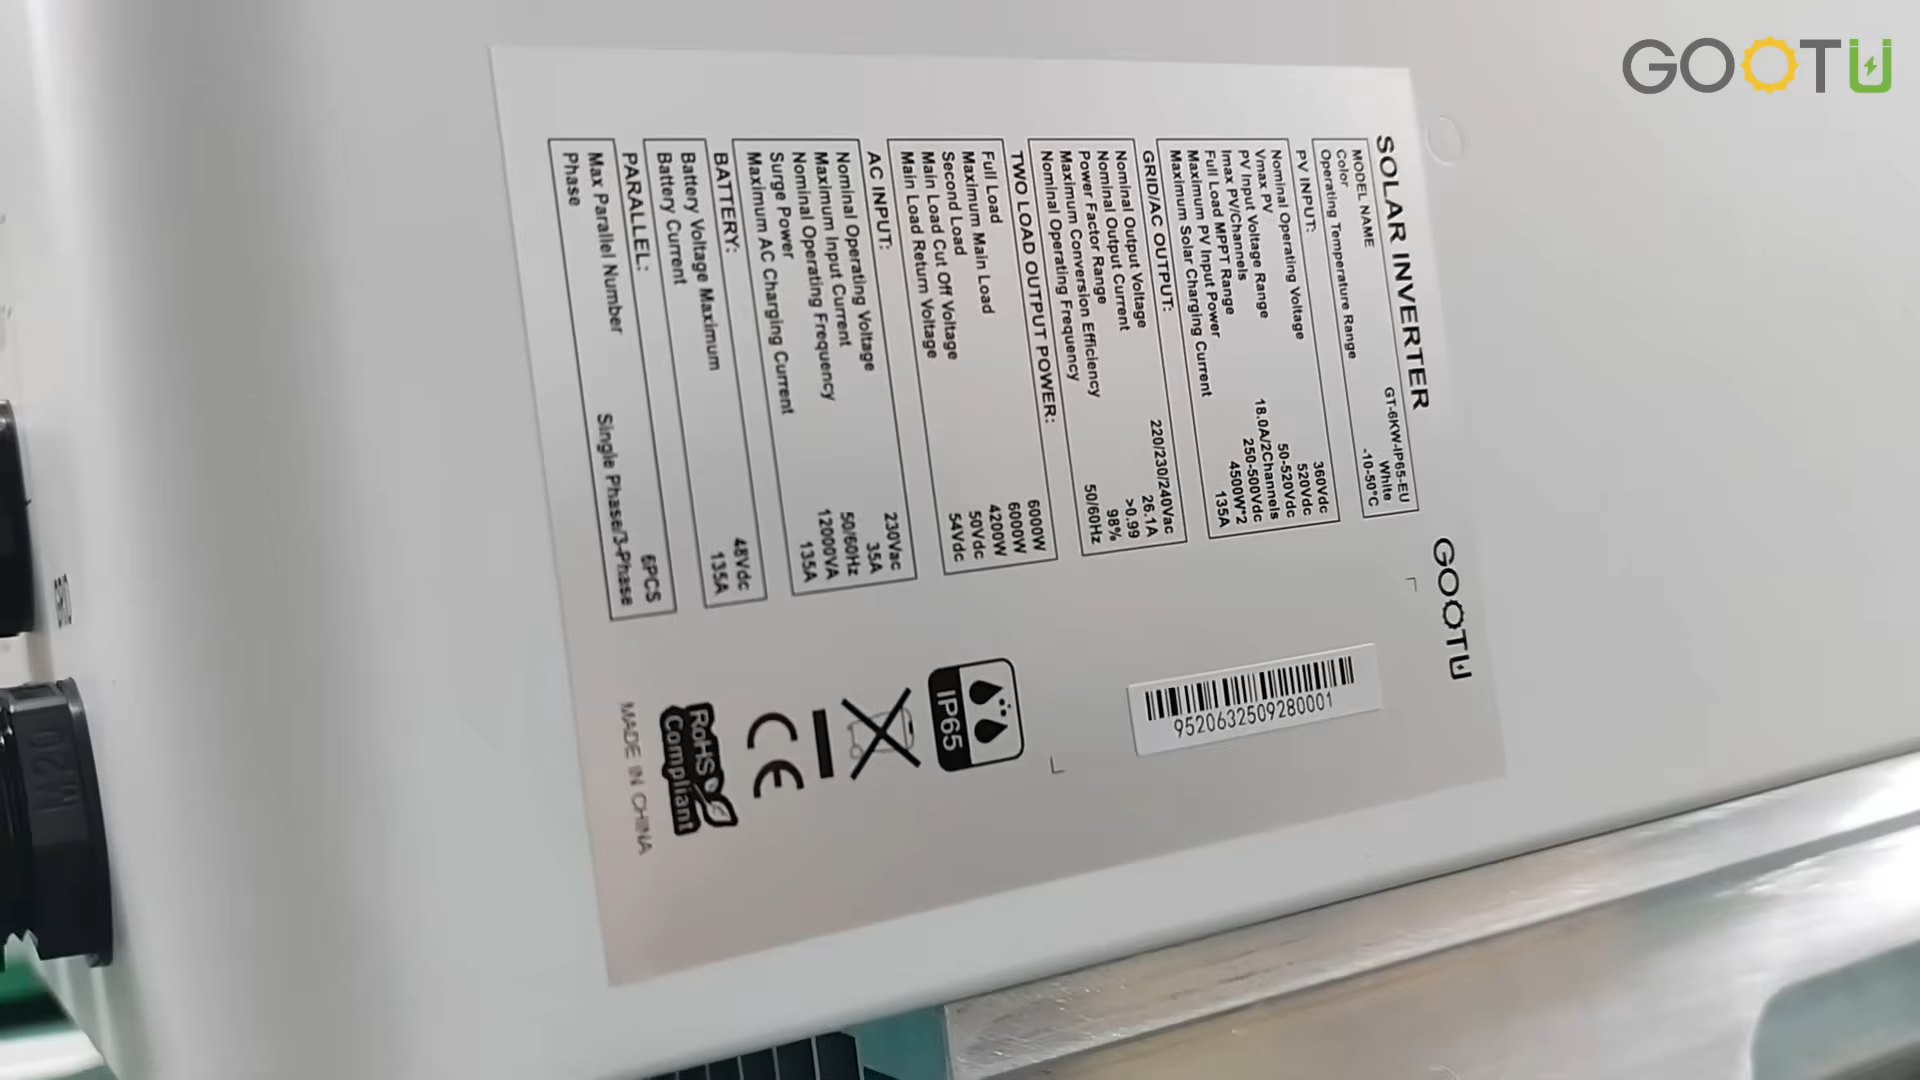 GOOTU
SOLAR INVERTER
GOOTU
MODEL NAME GT-6KW-IP65-EU
Color White
Operating Temperature Range -10-50°C
PV INPUT:
Nominal Operating Voltage 360Vdc
Vmax PV 520Vdc
PV Input Voltage Range 50-520Vdc
Imax PV/Channels 18.0A/2Channels
Full Load MPPT Range 250-500Vdc
Maximum PV Input Power 4500W*2
Maximum Solar Charging Current 135A
GRID/AC OUTPUT:
Nominal Output Voltage 220/230/240Vac
Nominal Output Current 26.1A
Power Factor Range >0.99
Maximum Conversion Efficiency 98%
Nominal Operating Frequency 50/60Hz
TWO LOAD OUTPUT POWER:
Full Load 6000W
Maximum Main Load 6000W
Second Load 4200W
Main Load Cut Off Voltage 50Vdc
Main Load Return Voltage 54Vdc
AC INPUT:
Nominal Operating Voltage 230Vac
Maximum Input Current 35A
Nominal Operating Frequency 50/60Hz
Surge Power 12000VA
Maximum AC Charging Current 135A
BATTERY:
Battery Voltage Maximum 48Vdc
Battery Current 135A
PARALLEL:
Max Parallel Number 6PCS
Phase Single Phase/3-Phase
9520632509280001
IP65
CE
RoHS
Compliant
MADE IN CHINA
M20